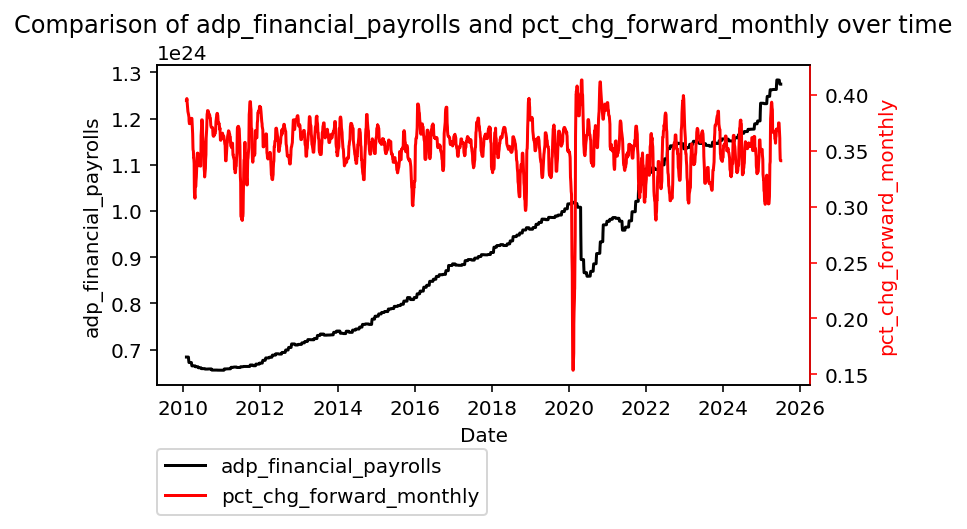 Comparison of adp_financial_payrolls and pct_chg_forward_monthly over time
1e24
1.3
1.2
1.1
1.0
0.9
0.8
0.7
adp_financial_payrolls
0.40
0.35
0.30
0.25
0.20
0.15
pct_chg_forward_monthly
2010 2012 2014 2016 2018 2020 2022 2024 2026
Date
adp_financial_payrolls
pct_chg_forward_monthly